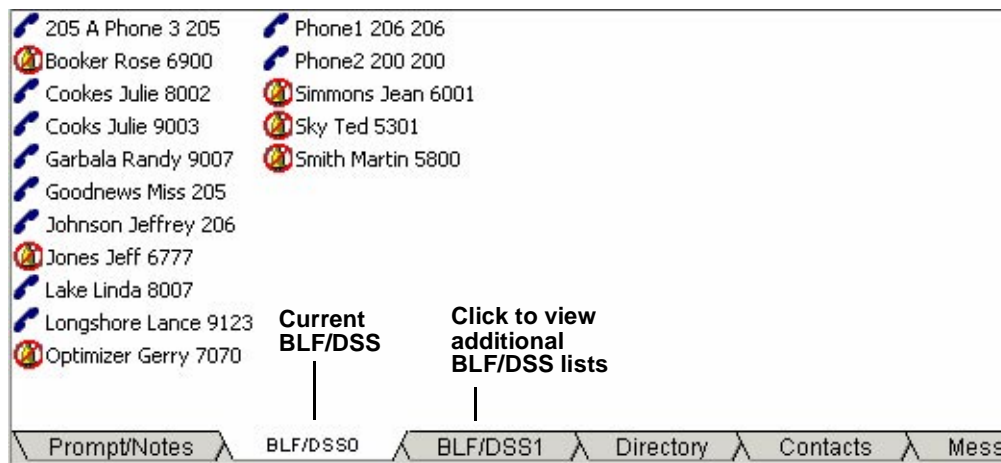 205 A Phone 3 205
Booker Rose 6900
Cookes Julie 8002
Cooks Julie 9003
Garbala Randy 9007
Goodnews Miss 205
Johnson Jeffrey 206
Jones Jeff 6777
Lake Linda 8007
Longshore Lance 9123
Optimizer Gerry 7070
Phone1 206 206
Phone2 200 200
Simmons Jean 6001
Sky Ted 5301
Smith Martin 5800
Current
BLF/DSS
Click to view
additional
BLF/DSS lists
Prompt/Notes BLF/DSS0 BLF/DSS1 Directory Contacts Mess